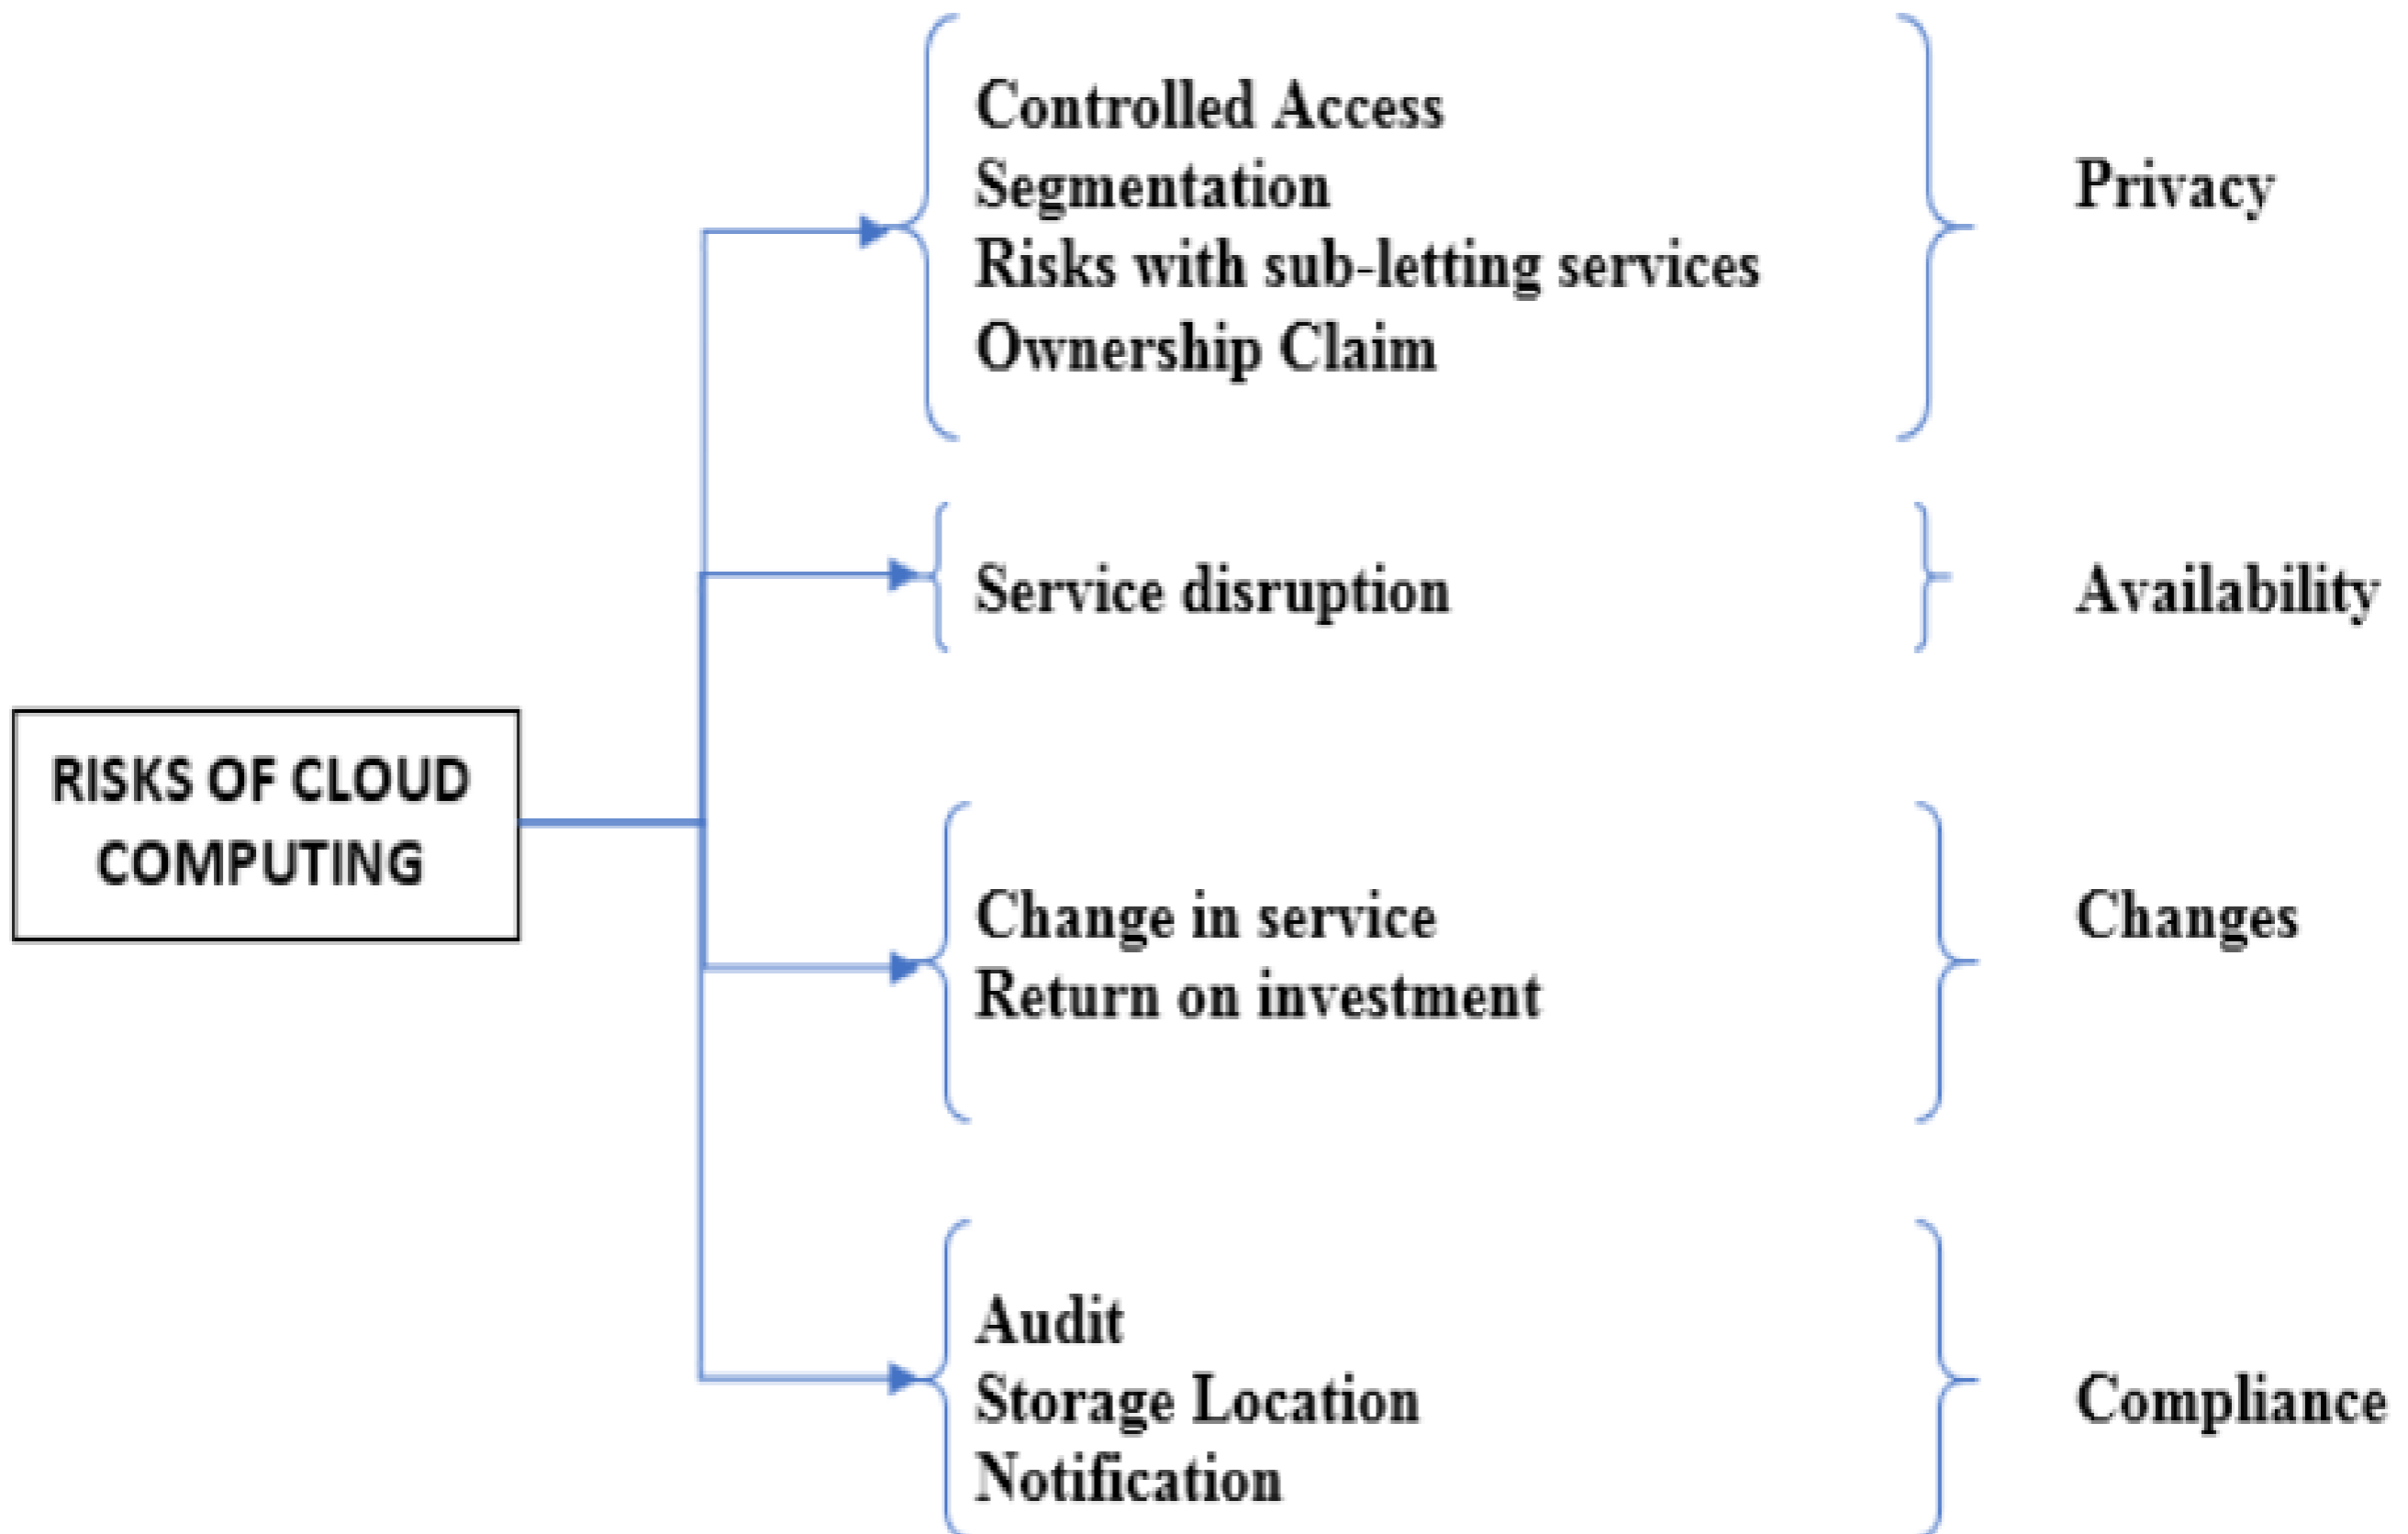 Controlled Access
Segmentation
Risks with sub-letting services
Ownership Claim
Privacy
Service disruption
Availability
RISKS OF CLOUD
COMPUTING
Change in service
Return on investment
Changes
Audit
Storage Location
Notification
Compliance